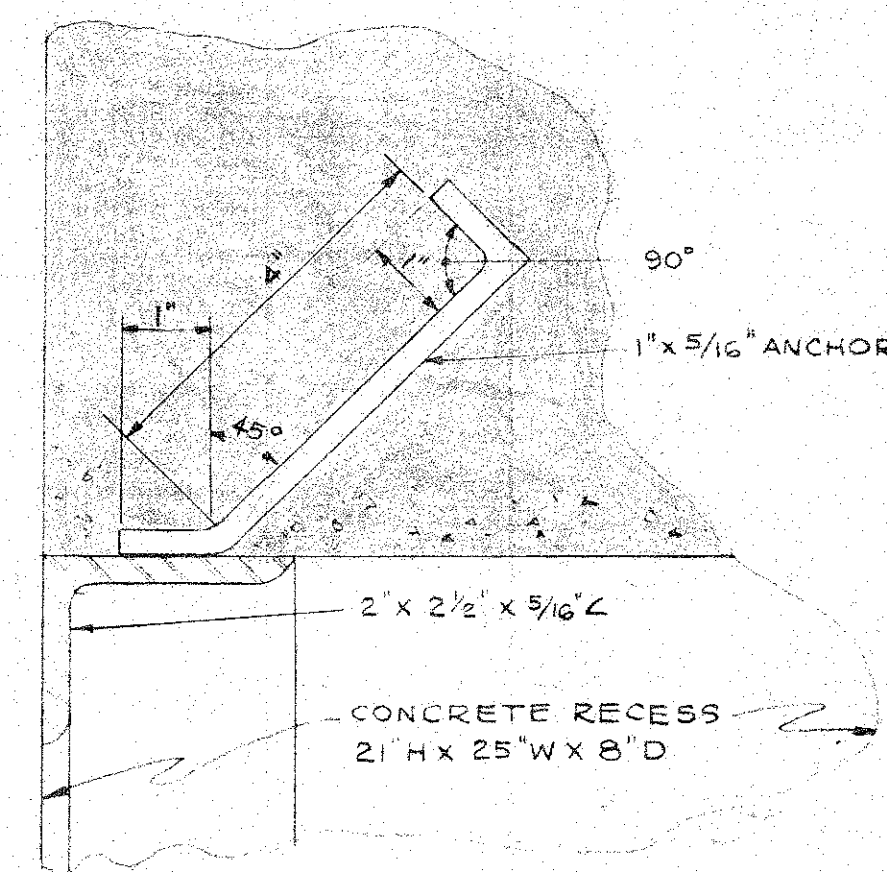 4"
1"
90°
1"
1" x 5/16" ANCHOR
45°
2" x 2 1/2" x 5/16" ∠
CONCRETE RECESS
21"H x 25"W x 8"D